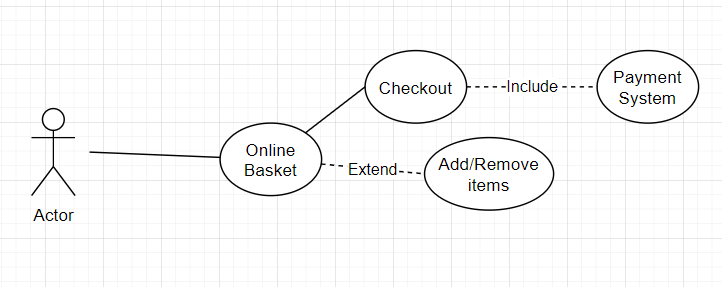 Checkout
Include
Payment
System
Online
Basket
Extend
Add/Remove
items
Actor